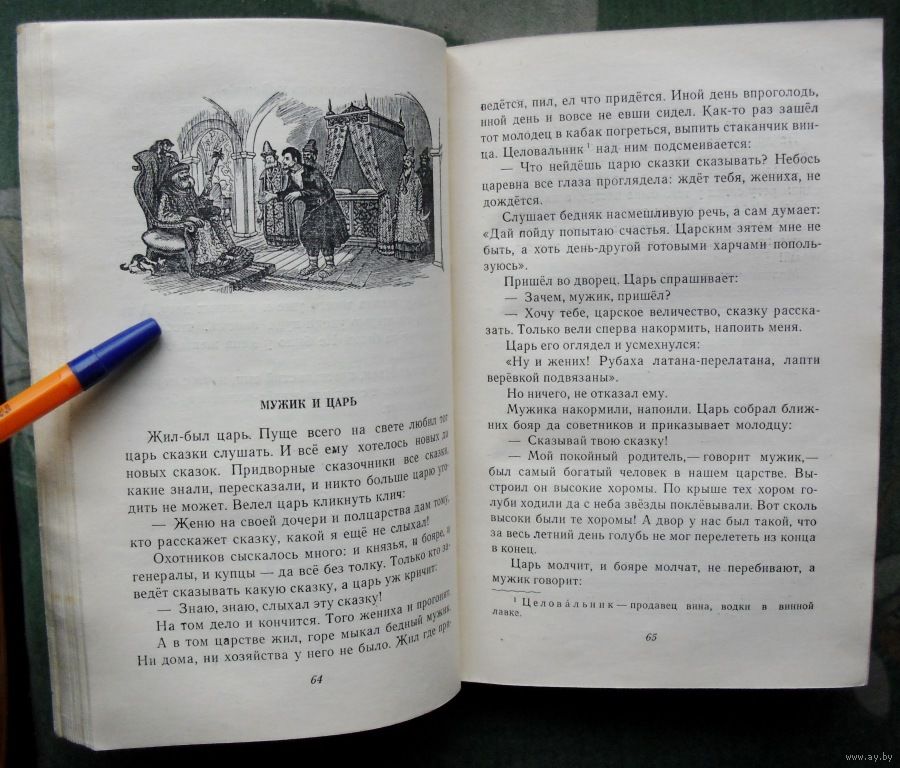 МУЖИК И ЦАРЬ
Жил-был царь. Пуще всего на свете любил тот
царь сказки слушать. И всё ему хотелось новых да
новых сказок. Придворные сказочники все сказки,
какие знали, пересказали, и никто больше царю уго-
дить не может. Велел царь кликнуть клич:
— Женю на своей дочери и полцарства дам тому,
кто расскажет сказку, какой я ещё не слыхал!
Охотников сыскалось много: и князья, и бояре, и
генералы, и купцы — да всё без толку. Только кто за-
ведёт сказывать какую сказку, а царь уж кричит:
— Знаю, знаю, слыхал эту сказку!
На том дело и кончится. Того жениха и прогонят.
А в том царстве жил, горе мыкал бедный мужик.
Ни дома, ни хозяйства у него не было. Жил где при-
64
ведётся, пил, ел что придётся. Иной день впроголодь,
иной день и вовсе не евши сидел. Как-то раз зашёл
тот молодец в кабак погреться, выпить стаканчик вин-
ца. Целовальник ¹ над ним подсмеивается:
— Что нейдёшь царю сказки сказывать? Небось
царевна все глаза проглядела: ждёт тебя, жениха, не
дождётся.
Слушает бедняк насмешливую речь, а сам думает:
«Дай пойду попытаю счастья. Царским зятем мне не
быть, а хоть день-другой готовыми харчами пополь-
зуюсь».
Пришёл во дворец. Царь спрашивает:
— Зачем, мужик, пришёл?
— Хочу тебе, царское величество, сказку расска-
зать. Только вели сперва накормить, напоить меня.
Царь его оглядел и усмехнулся:
«Ну и жених! Рубаха латана-перелатана, лапти
верёвкой подвязаны».
Но ничего, не отказал ему.
Мужика накормили, напоили. Царь собрал ближ-
них бояр да советников и приказывает молодцу:
— Сказывай твою сказку!
— Мой покойный родитель,— говорит мужик,—
был самый богатый человек в нашем царстве. Вы-
строил он высокие хоромы. По крыше тех хором го-
луби ходили да с неба звёзды поклёвывали. Вот сколь
высоки были те хоромы! А двор у нас был такой, что
за весь летний день голубь не мог перелететь из конца
в конец.
Царь молчит, и бояре молчат, не перебивают, а
мужик говорит:
¹ Целова́льник — продавец вина, водки в винной
лавке.
65
www.ay.by